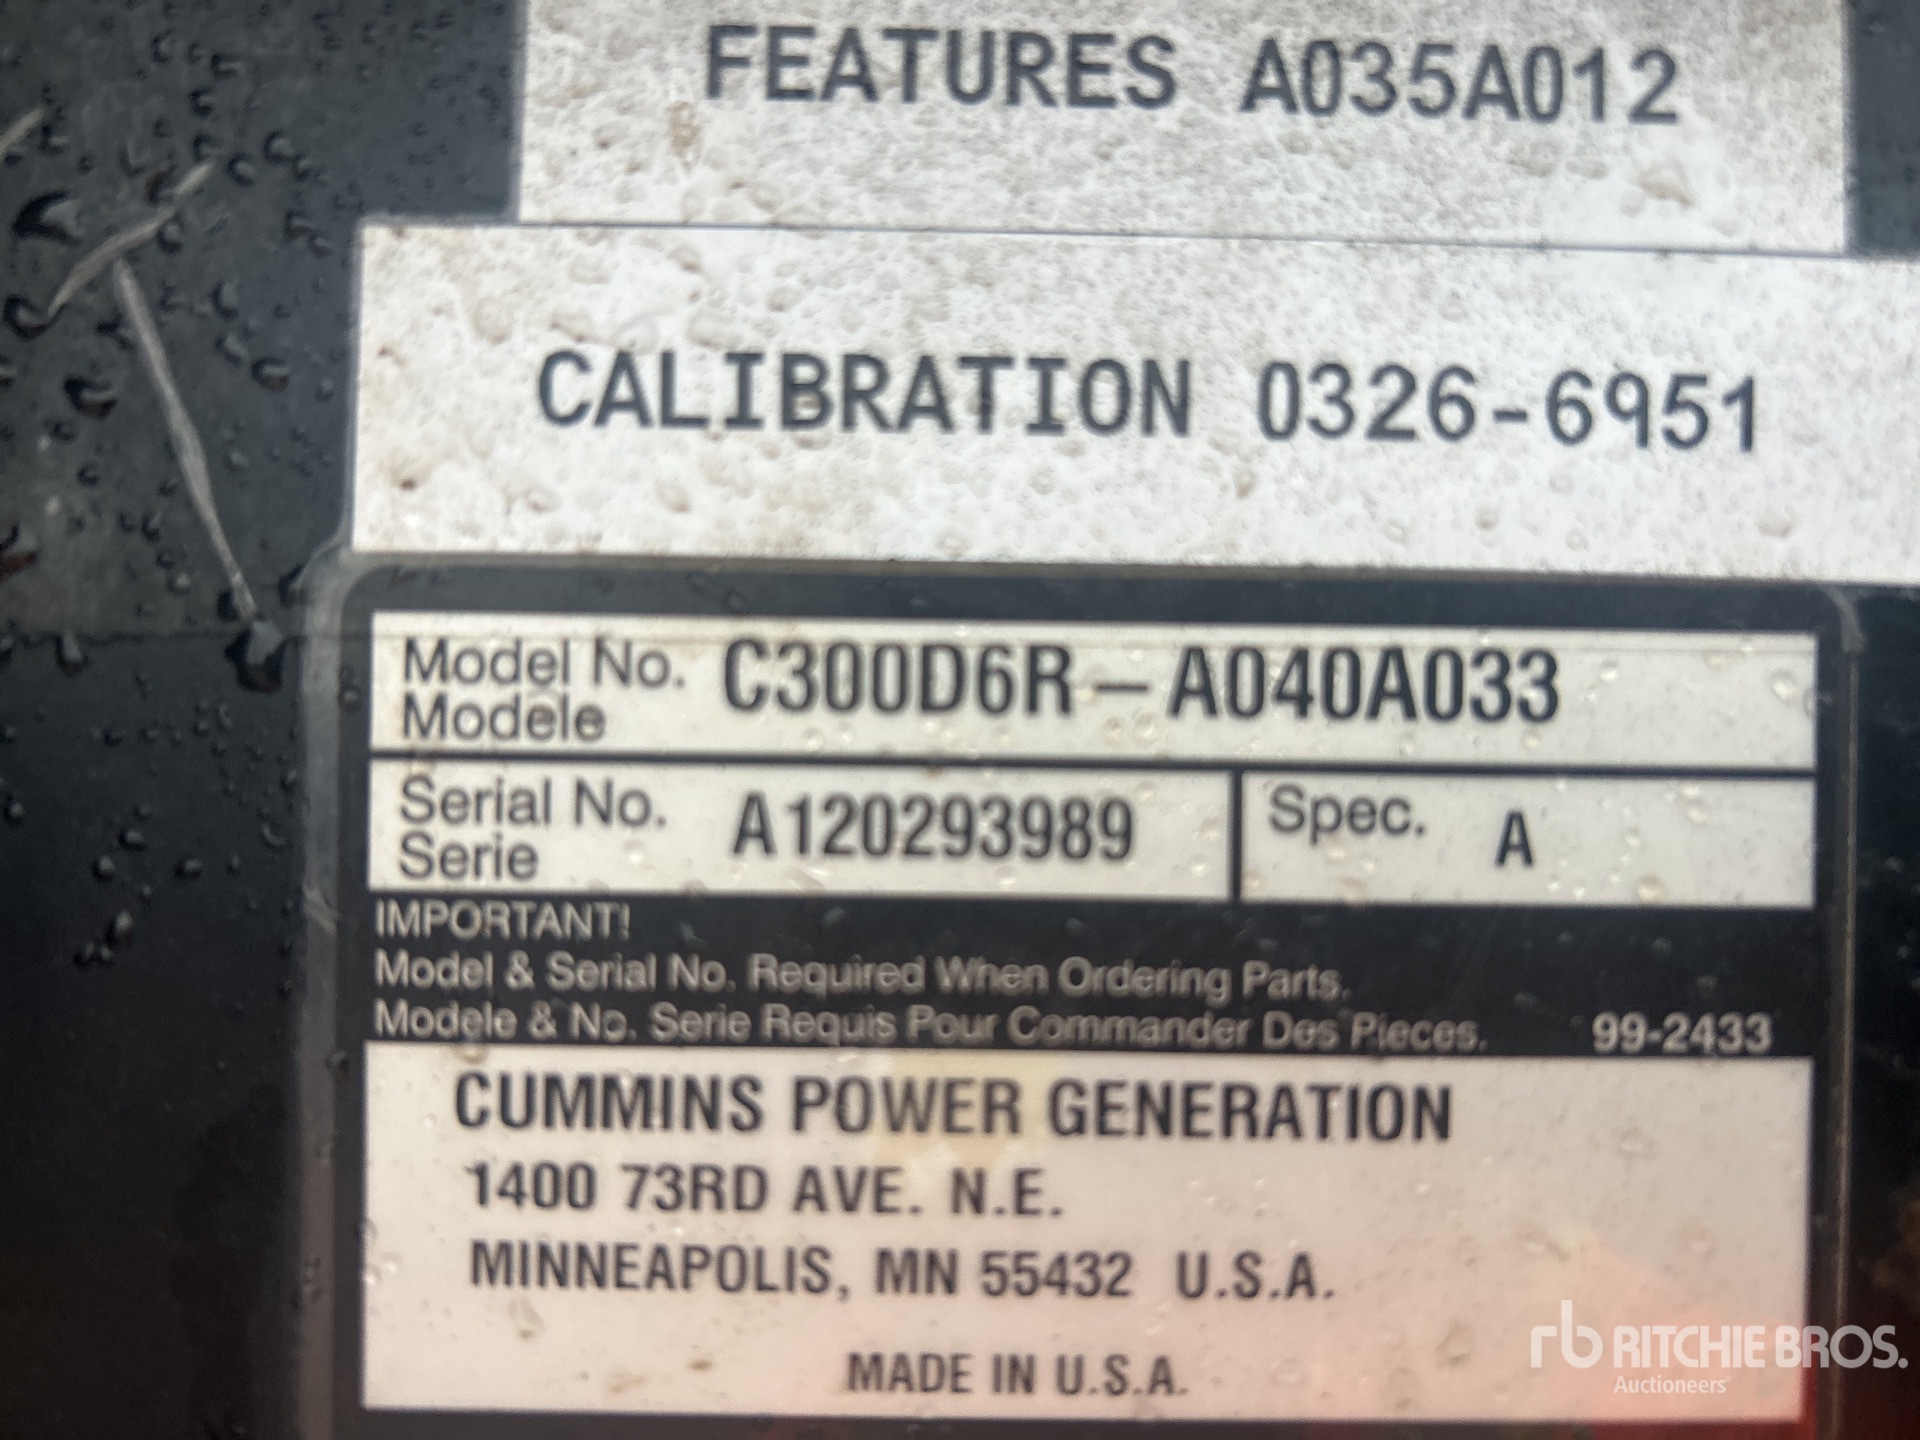 FEATURES A035A012
CALIBRATION 0326-6951
Model No. C300D6R - A040A033
Modele
Serial No. A120293989 Spec. A
Serie
IMPORTANT!
Model & Serial No. Required When Ordering Parts.
Modele & No. Serie Requis Pour Commander Des Pieces. 99-2433
CUMMINS POWER GENERATION
1400 73RD AVE. N.E.
MINNEAPOLIS, MN 55432 U.S.A.
MADE IN U.S.A.
rb RITCHIE BROS.
Auctioneers